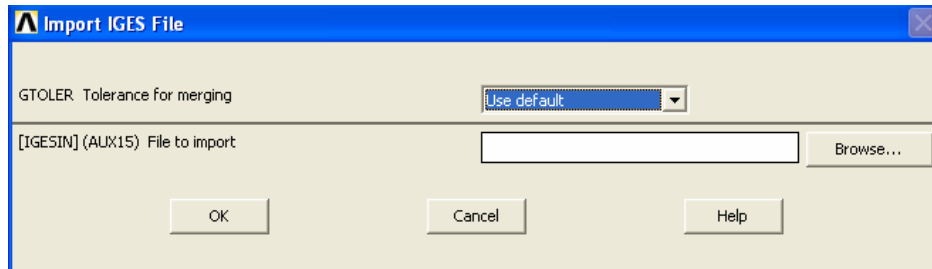 Import IGES File
GTOLER Tolerance for merging
Use default
[IGESIN] (AUX15) File to import
Browse...
OK
Cancel
Help